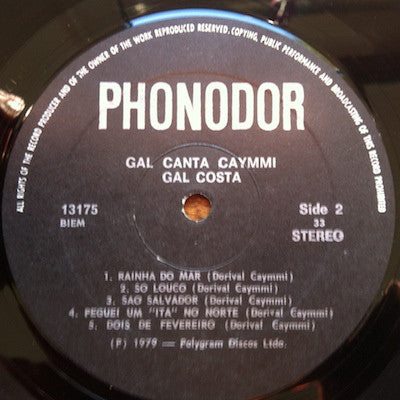 ALL RIGHTS OF THE RECORD PRODUCER AND OF THE OWNER OF THE WORK REPRODUCED RESERVED. COPYING, PUBLIC PERFORMANCE AND BROADCASTING OF THIS RECORD PROHIBITED
PHONODOR
GAL CANTA CAYMMI
GAL COSTA
13175
BIEM
Side 2
33
STEREO
1. RAINHA DO MAR (Dorival Caymmi)
2. SO LOUCO (Dorival Caymmi)
3. SAO SALVADOR (Dorival Caymmi)
4. PEGUEI UM "ITA" NO NORTE (Dorival Caymmi)
5. DOIS DE FEVEREIRO (Dorival Caymmi)
(P) 1979 — Polygram Discos Ltda.